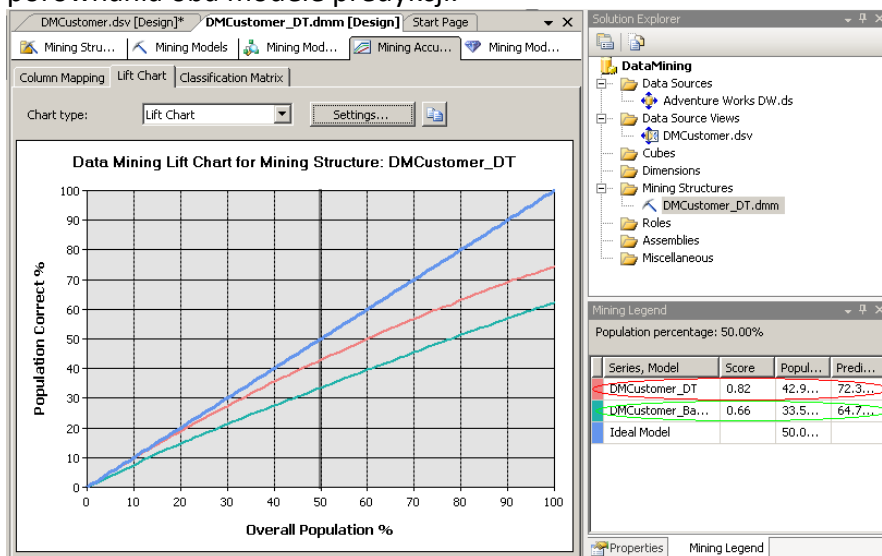 porównania obu modele predykcji.
DMCustomer.dsv [Design]* DMCustomer_DT.dmm [Design] Start Page
Mining Stru... Mining Models Mining Mod... Mining Accu... Mining Mod...
Column Mapping Lift Chart Classification Matrix
Chart type: Lift Chart Settings...
Data Mining Lift Chart for Mining Structure: DMCustomer_DT
Population Correct %
100
90
80
70
60
50
40
30
20
10
0
0 10 20 30 40 50 60 70 80 90 100
Overall Population %
Solution Explorer
DataMining
Data Sources
Adventure Works DW.ds
Data Source Views
DMCustomer.dsv
Cubes
Dimensions
Mining Structures
DMCustomer_DT.dmm
Roles
Assemblies
Miscellaneous
Mining Legend
Population percentage: 50.00%
Series, Model Score Popul... Predi...
DMCustomer_DT 0.82 42.9... 72.3...
DMCustomer_Ba... 0.66 33.5... 64.7...
Ideal Model 50.0...
Properties Mining Legend